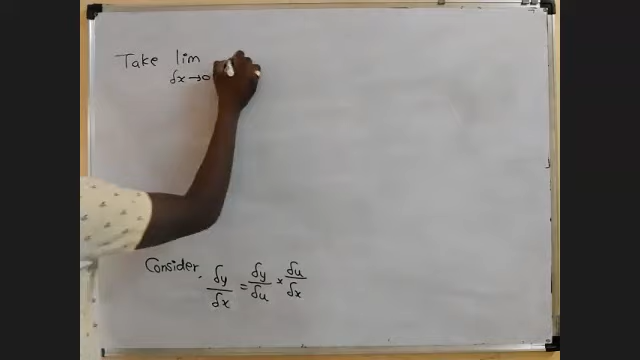 Take lim
δx→0
Consider.
δy/δx = δy/δu × δu/δx